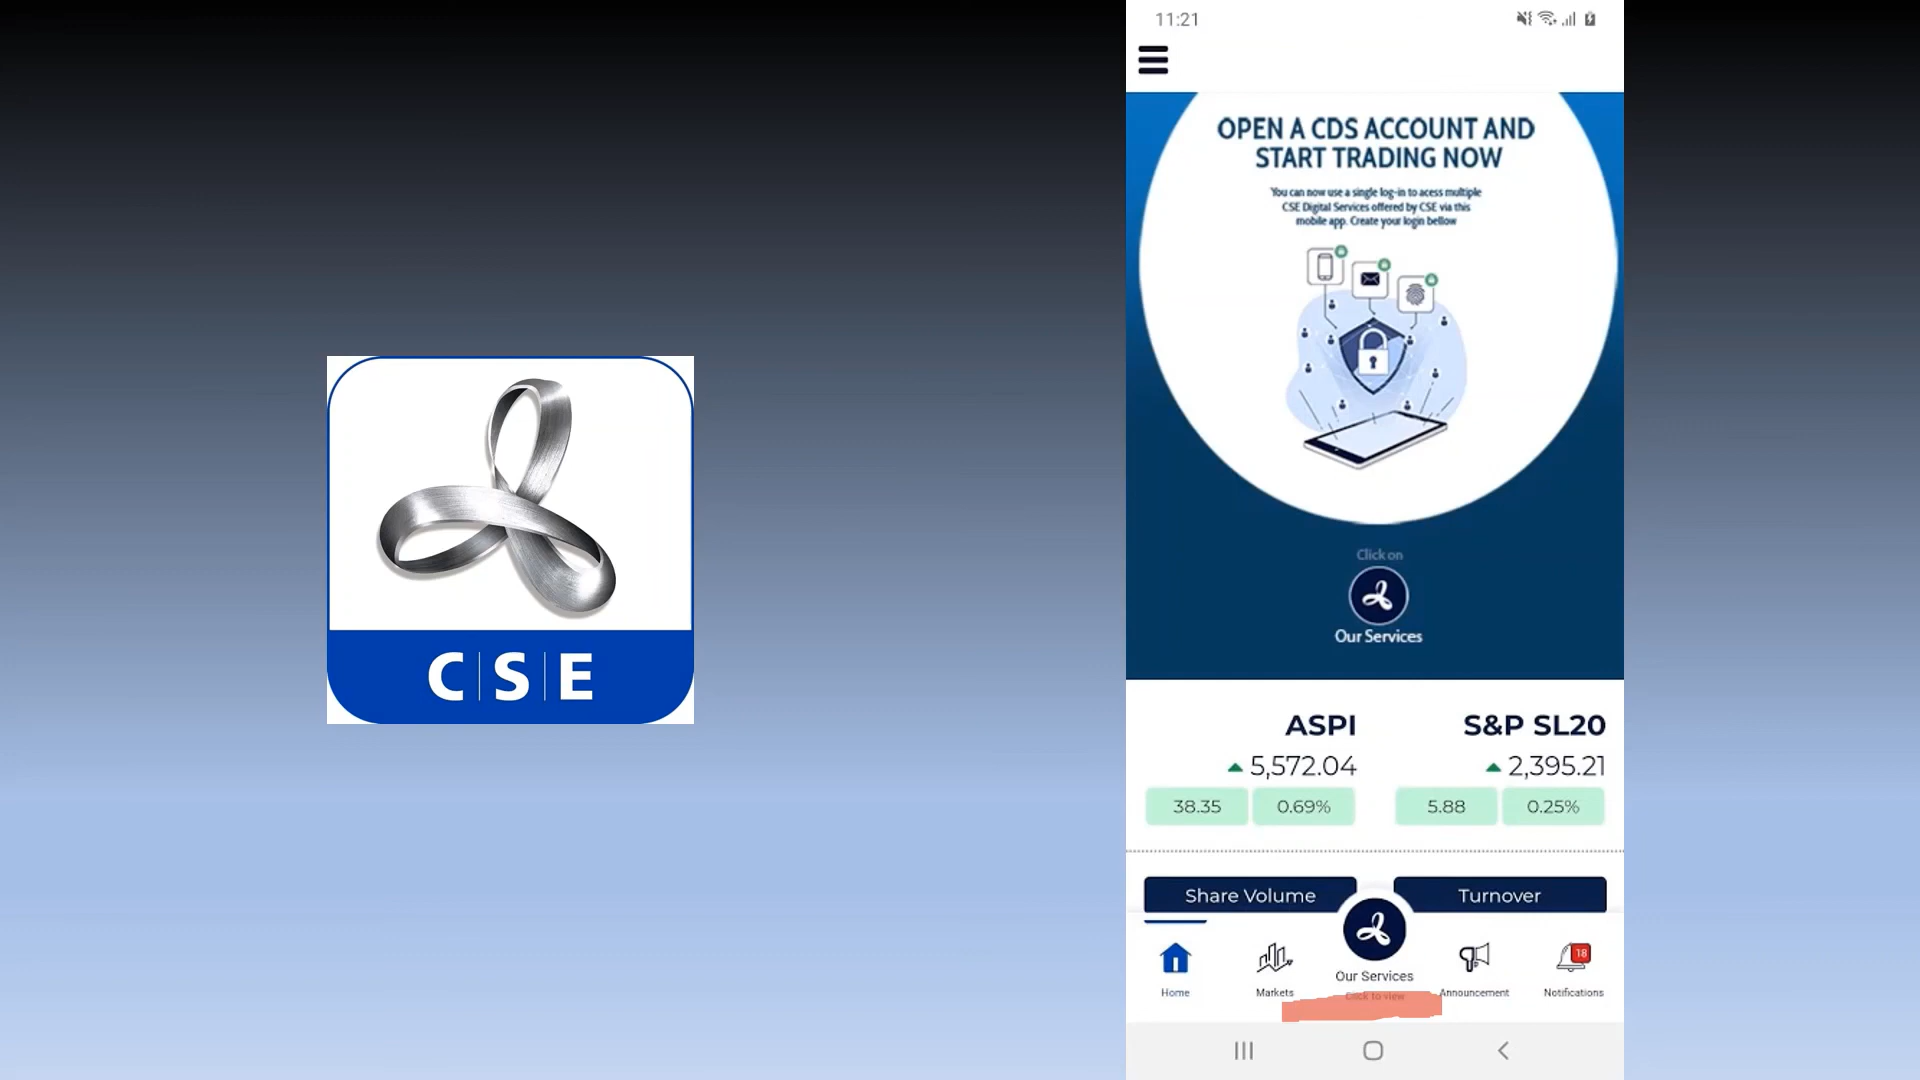 C|S|E
11:21
OPEN A CDS ACCOUNT AND
START TRADING NOW
You can now use a single log-in to acess multiple
CSE Digital Services offered by CSE via this
mobile app. Create your login bellow
Click on
Our Services
ASPI
5,572.04
38.35 0.69%
S&P SL20
2,395.21
5.88 0.25%
Share Volume
Turnover
Home
Markets
Our Services
Click to view
Announcement
18
Notifications